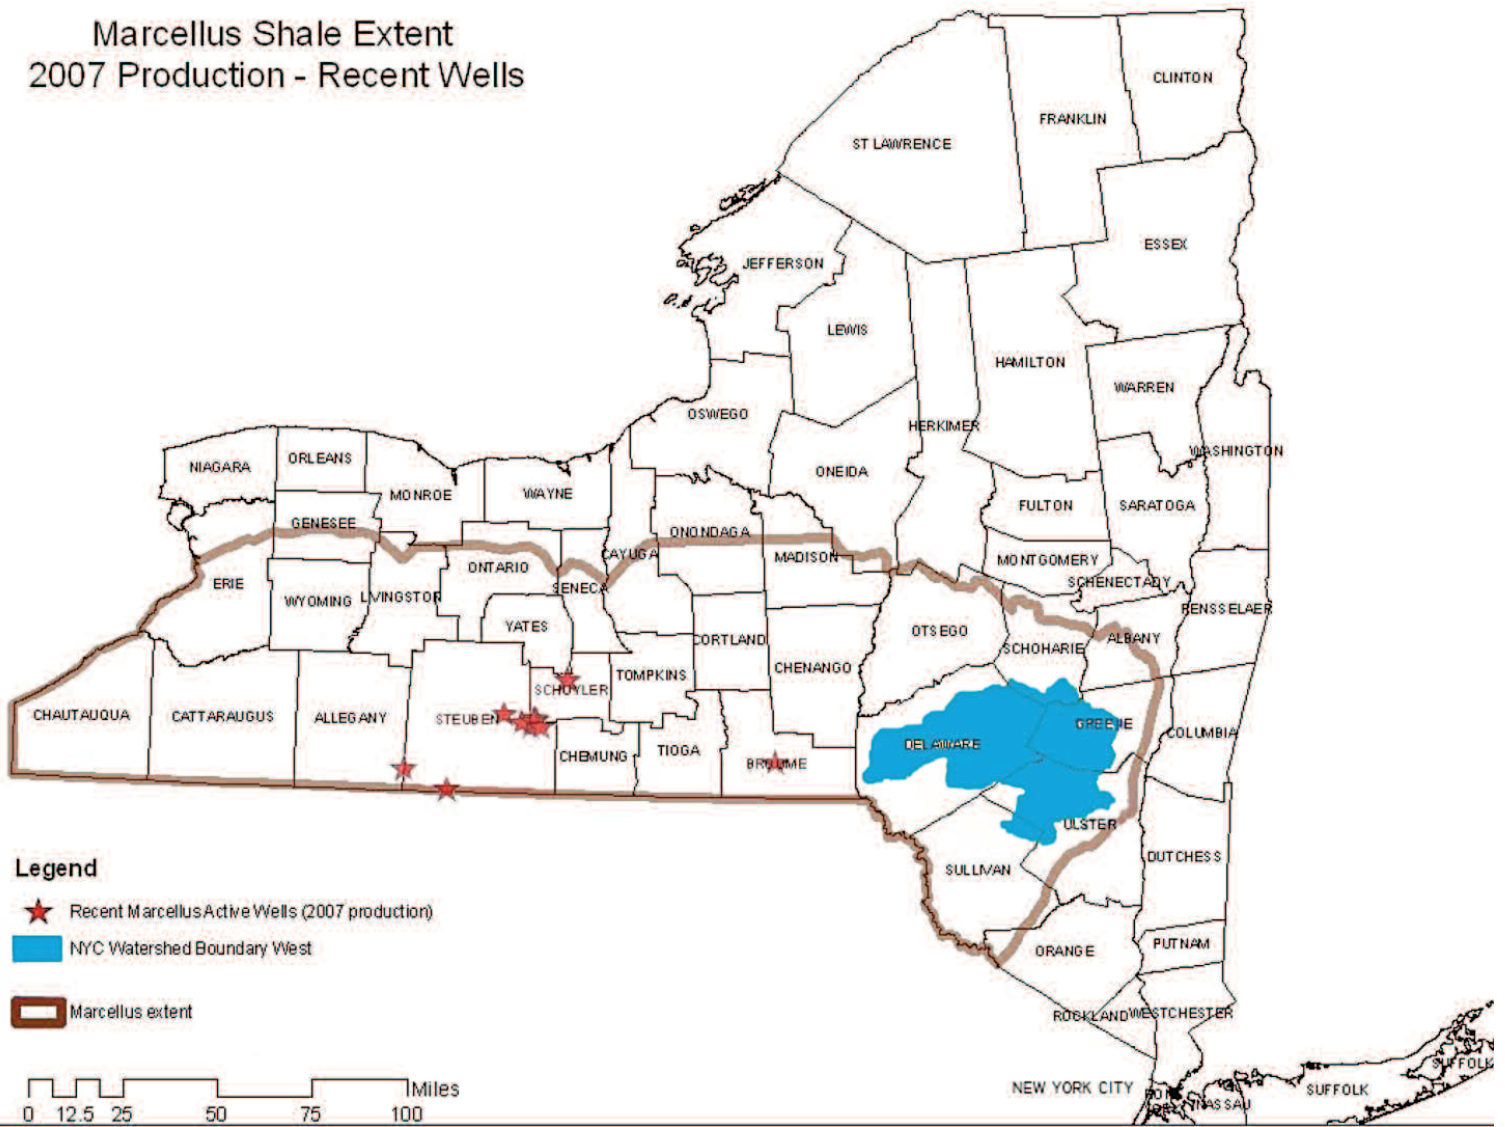 Marcellus Shale Extent
2007 Production - Recent Wells
CLINTON
FRANKLIN
ST LAWRENCE
ESSEX
JEFFERSON
LEWIS
HAMILTON
WARREN
OSWEGO
HERKIMER
WASHINGTON
NIAGARA
ORLEANS
ONEIDA
MONROE
WAYNE
FULTON
SARATOGA
GENESEE
ONONDAGA
CAYUGA
MADISON
MONTGOMERY
ONTARIO
SCHENECTADY
ERIE
SENECA
WYOMING
LIVINGSTON
RENSSELAER
YATES
OTSEGO
CORTLAND
ALBANY
SCHOHARIE
CHENANGO
TOMPKINS
SCHUYLER
CHAUTAUQUA
CATTARAUGUS
ALLEGANY
STEUBEN
GREENE
COLUMBIA
DELAWARE
CHEMUNG
TIOGA
BROOME
ULSTER
DUTCHESS
SULLIVAN
Legend
Recent Marcellus Active Wells (2007 production)
NYC Watershed Boundary West
Marcellus extent
ORANGE
PUTNAM
ROCKLAND
WESTCHESTER
SUFFOLK
NEW YORK CITY
SUFFOLK
NASSAU
Miles
0 12.5 25 50 75 100